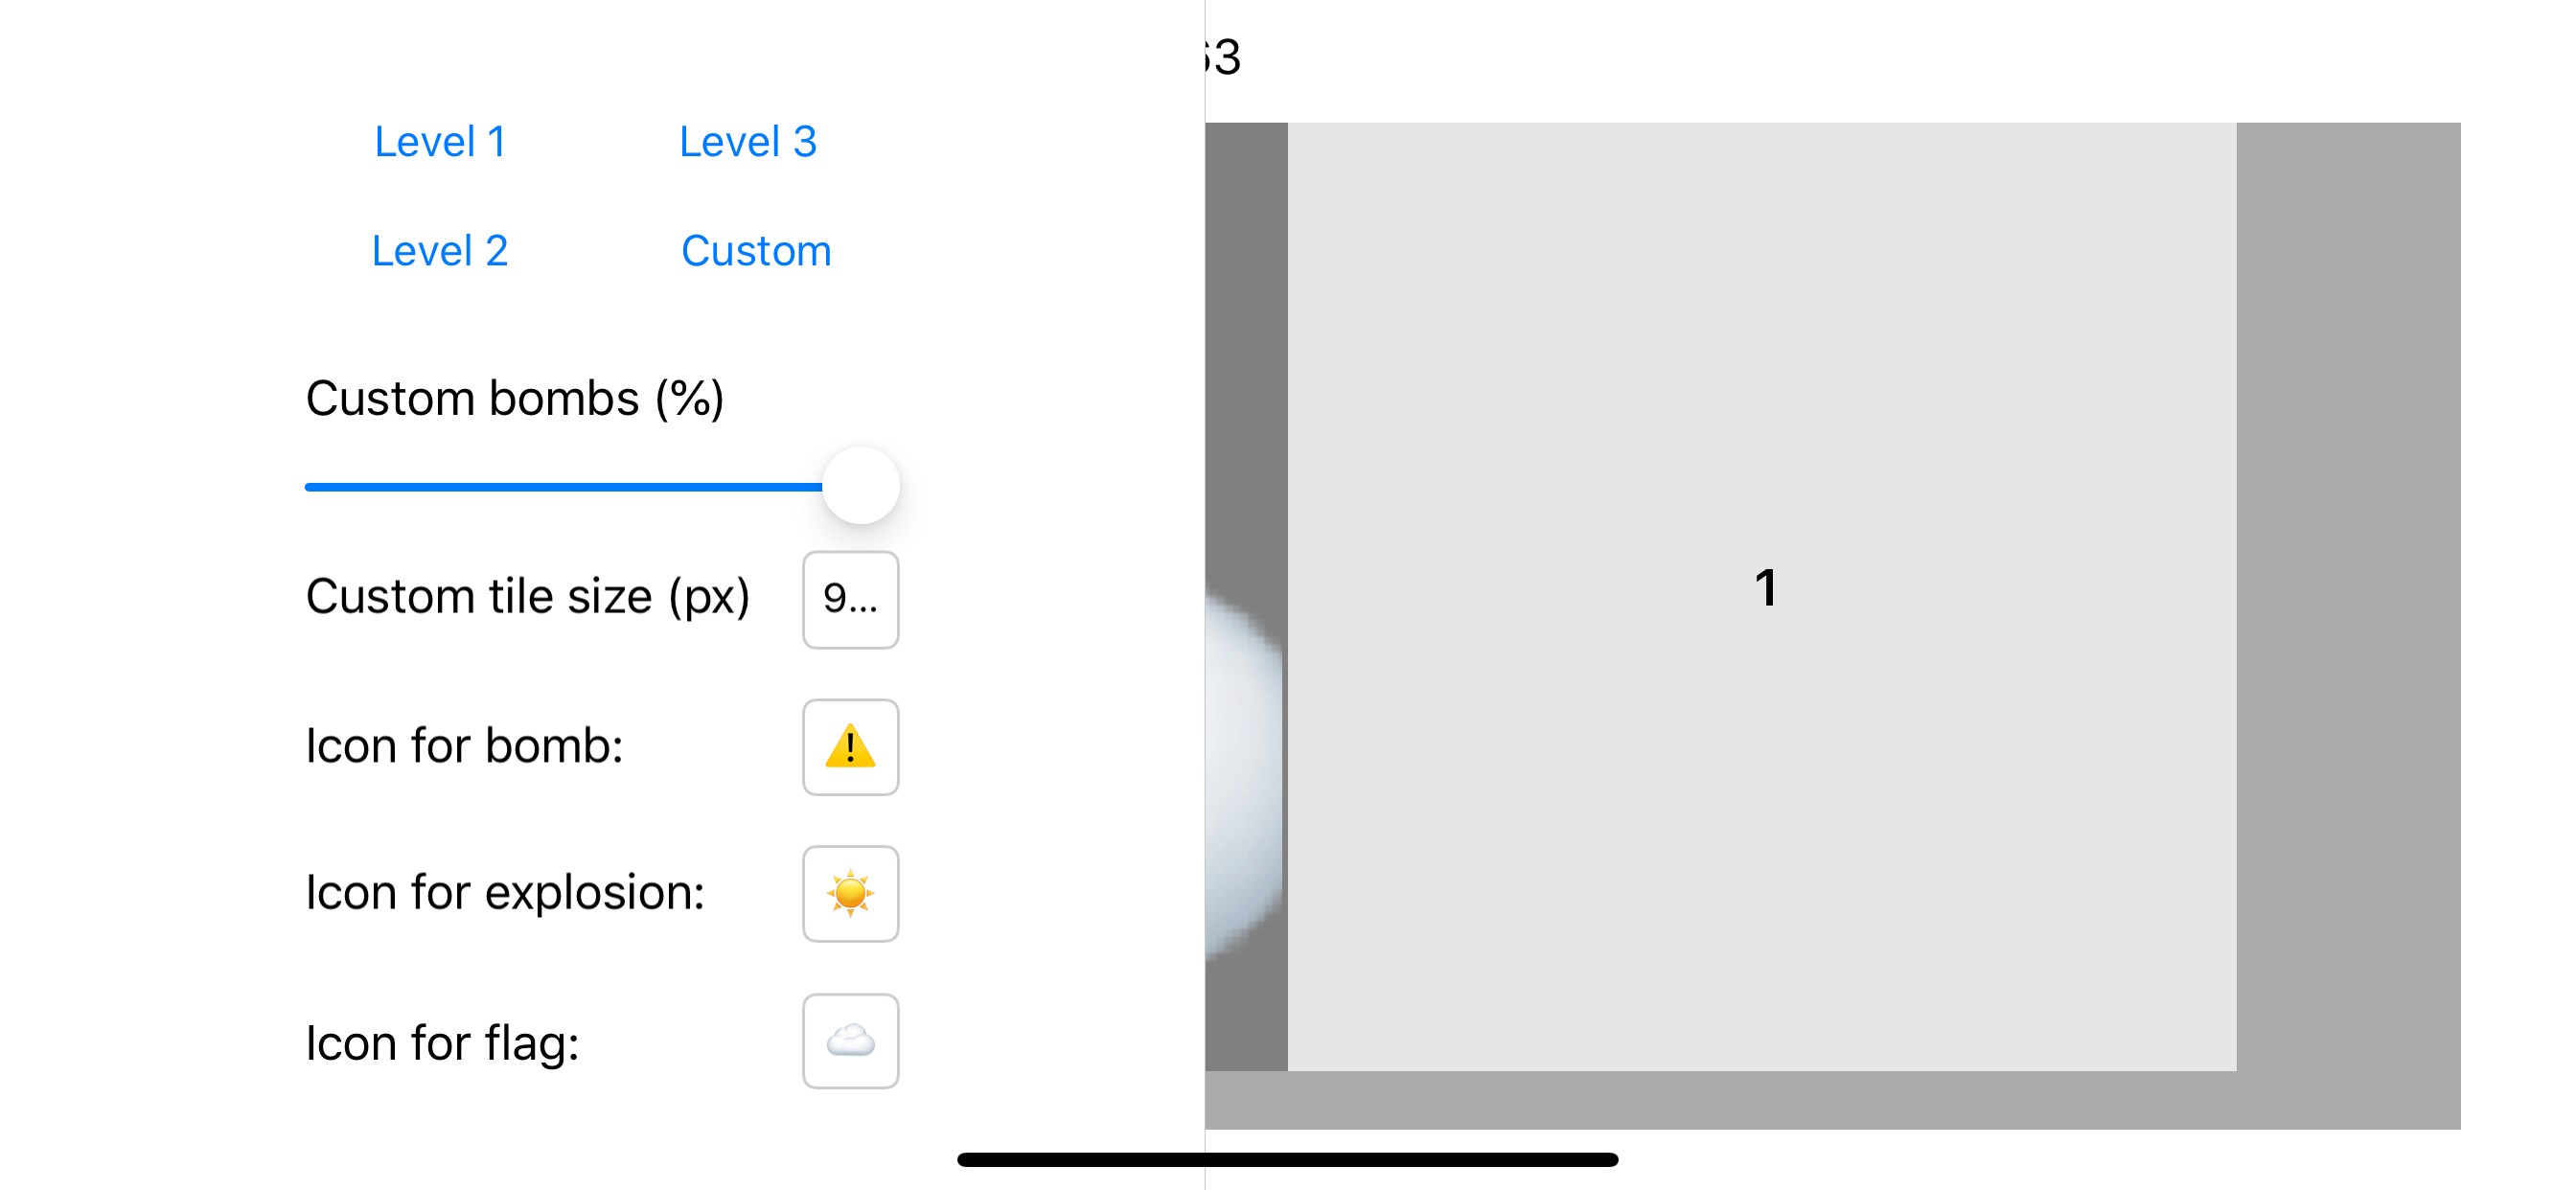 Level 1
Level 3
Level 2
Custom
Custom bombs (%)
Custom tile size (px)
9...
Icon for bomb:
Icon for explosion:
Icon for flag:
3
1